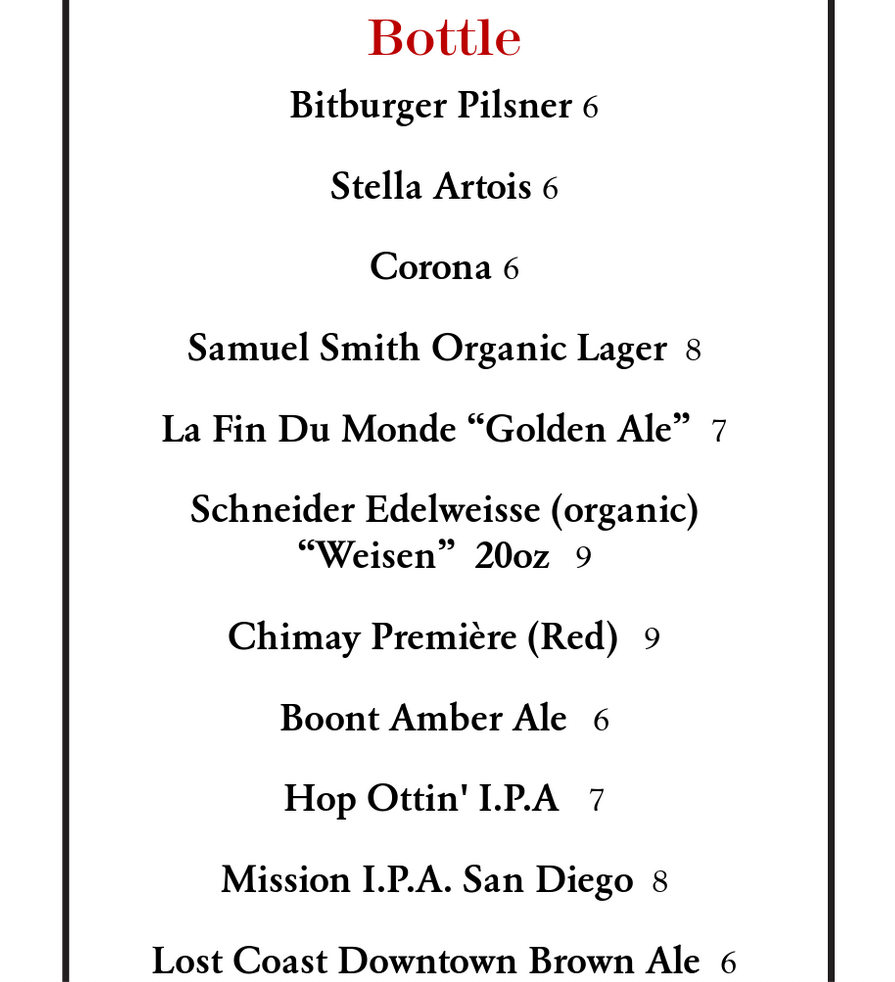 Bottle
Bitburger Pilsner 6
Stella Artois 6
Corona 6
Samuel Smith Organic Lager 8
La Fin Du Monde “Golden Ale” 7
Schneider Edelweisse (organic)
“Weisen” 20oz 9
Chimay Première (Red) 9
Boont Amber Ale 6
Hop Ottin' I.P.A 7
Mission I.P.A. San Diego 8
Lost Coast Downtown Brown Ale 6